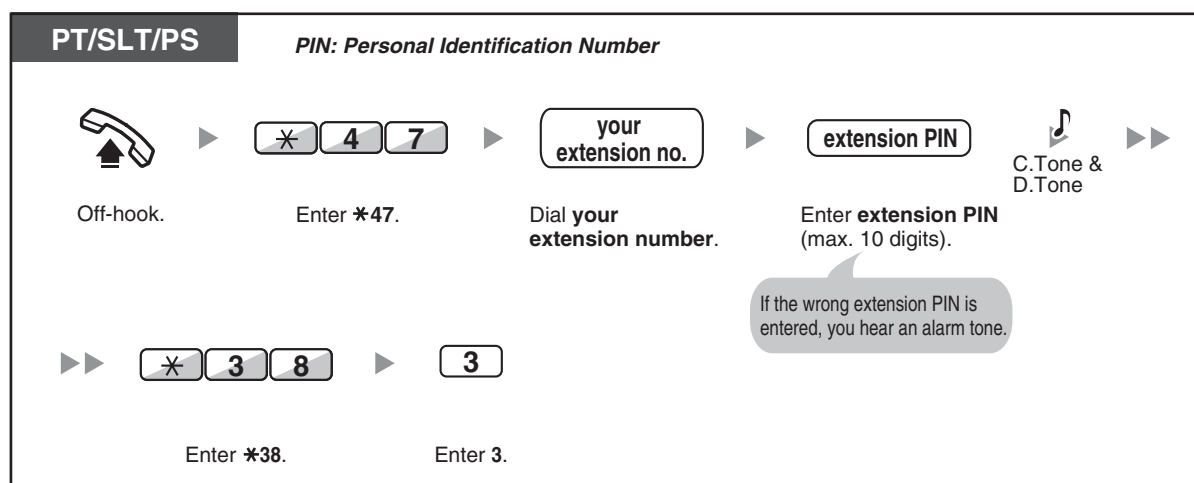 PT/SLT/PS
PIN: Personal Identification Number
* 4 7
your
extension no.
extension PIN
C.Tone &
D.Tone
Off-hook.
Enter *47.
Dial your
extension number.
Enter extension PIN
(max. 10 digits).
If the wrong extension PIN is
entered, you hear an alarm tone.
* 3 8
3
Enter *38.
Enter 3.